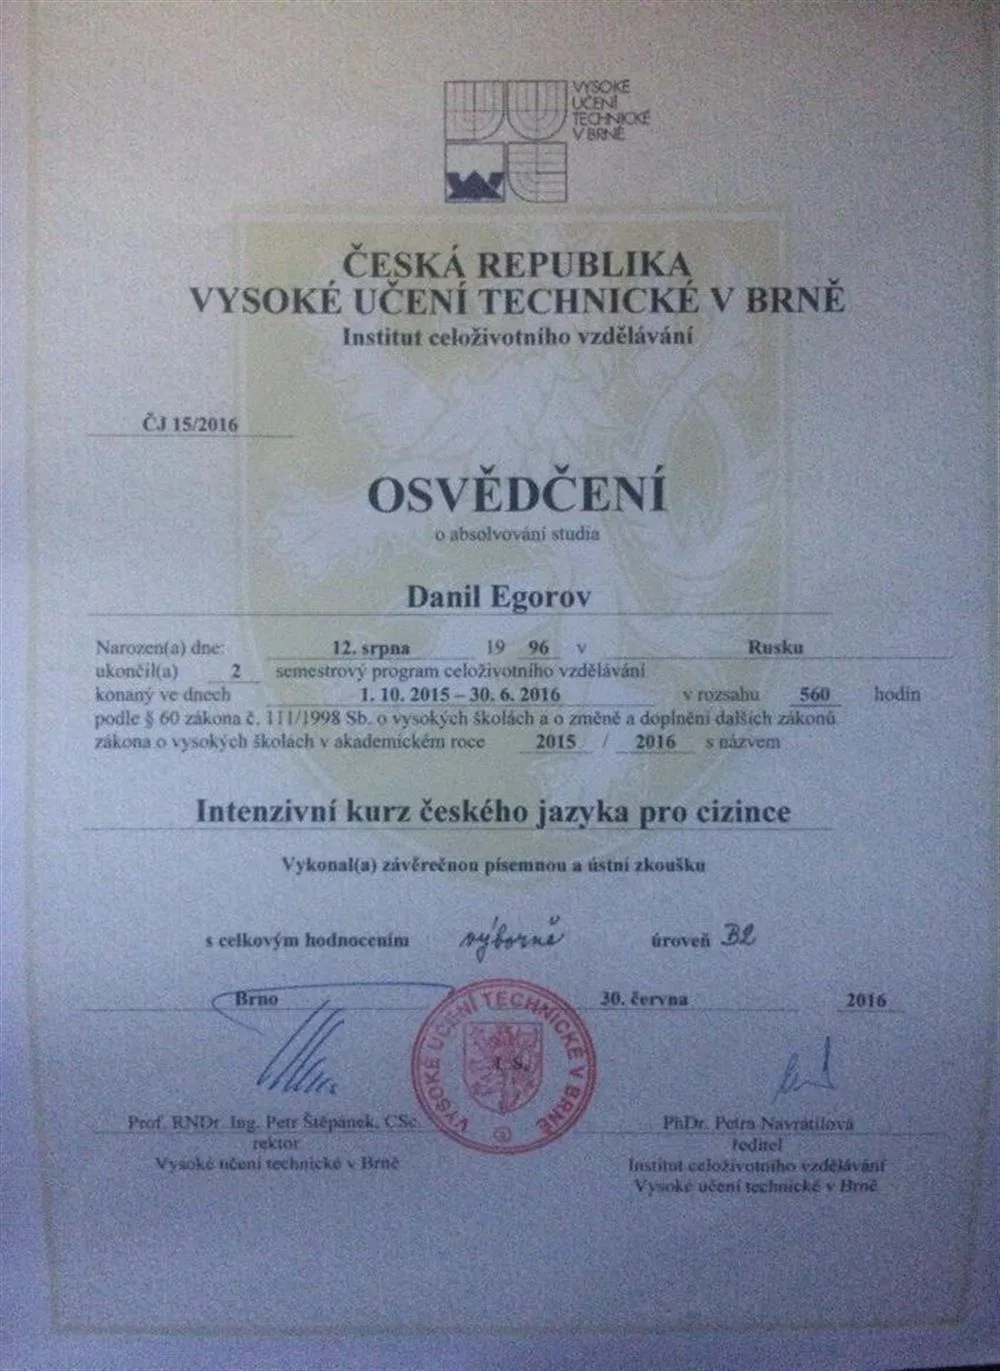 VYSOKÉ
UČENÍ
TECHNICKÉ
V BRNĚ
ČESKÁ REPUBLIKA
VYSOKÉ UČENÍ TECHNICKÉ V BRNĚ
Institut celoživotního vzdělávání
ČJ 15/2016
OSVĚDČENÍ
o absolvování studia
Danil Egorov
Narozen(a) dne: 12. srpna 19 96 v Rusku
ukončil(a) 2 semestrový program celoživotního vzdělávání
konaný ve dnech 1. 10. 2015 – 30. 6. 2016 v rozsahu 560 hodin
podle § 60 zákona č. 111/1998 Sb. o vysokých školách a o změně a doplnění dalších zákonů
zákona o vysokých školách v akademickém roce 2015 / 2016 s názvem
Intenzivní kurz českého jazyka pro cizince
Vykonal(a) závěrečnou písemnou a ústní zkoušku
s celkovým hodnocením výborně úroveň B2
Brno 30. června 2016
VYSOKÉ UČENÍ TECHNICKÉ V BRNĚ
L. S.
Prof. RNDr. Ing. Petr Štěpánek, CSc.
rektor
Vysoké učení technické v Brně
PhDr. Petra Navrátilová
ředitel
Institut celoživotního vzdělávání
Vysoké učení technické v Brně